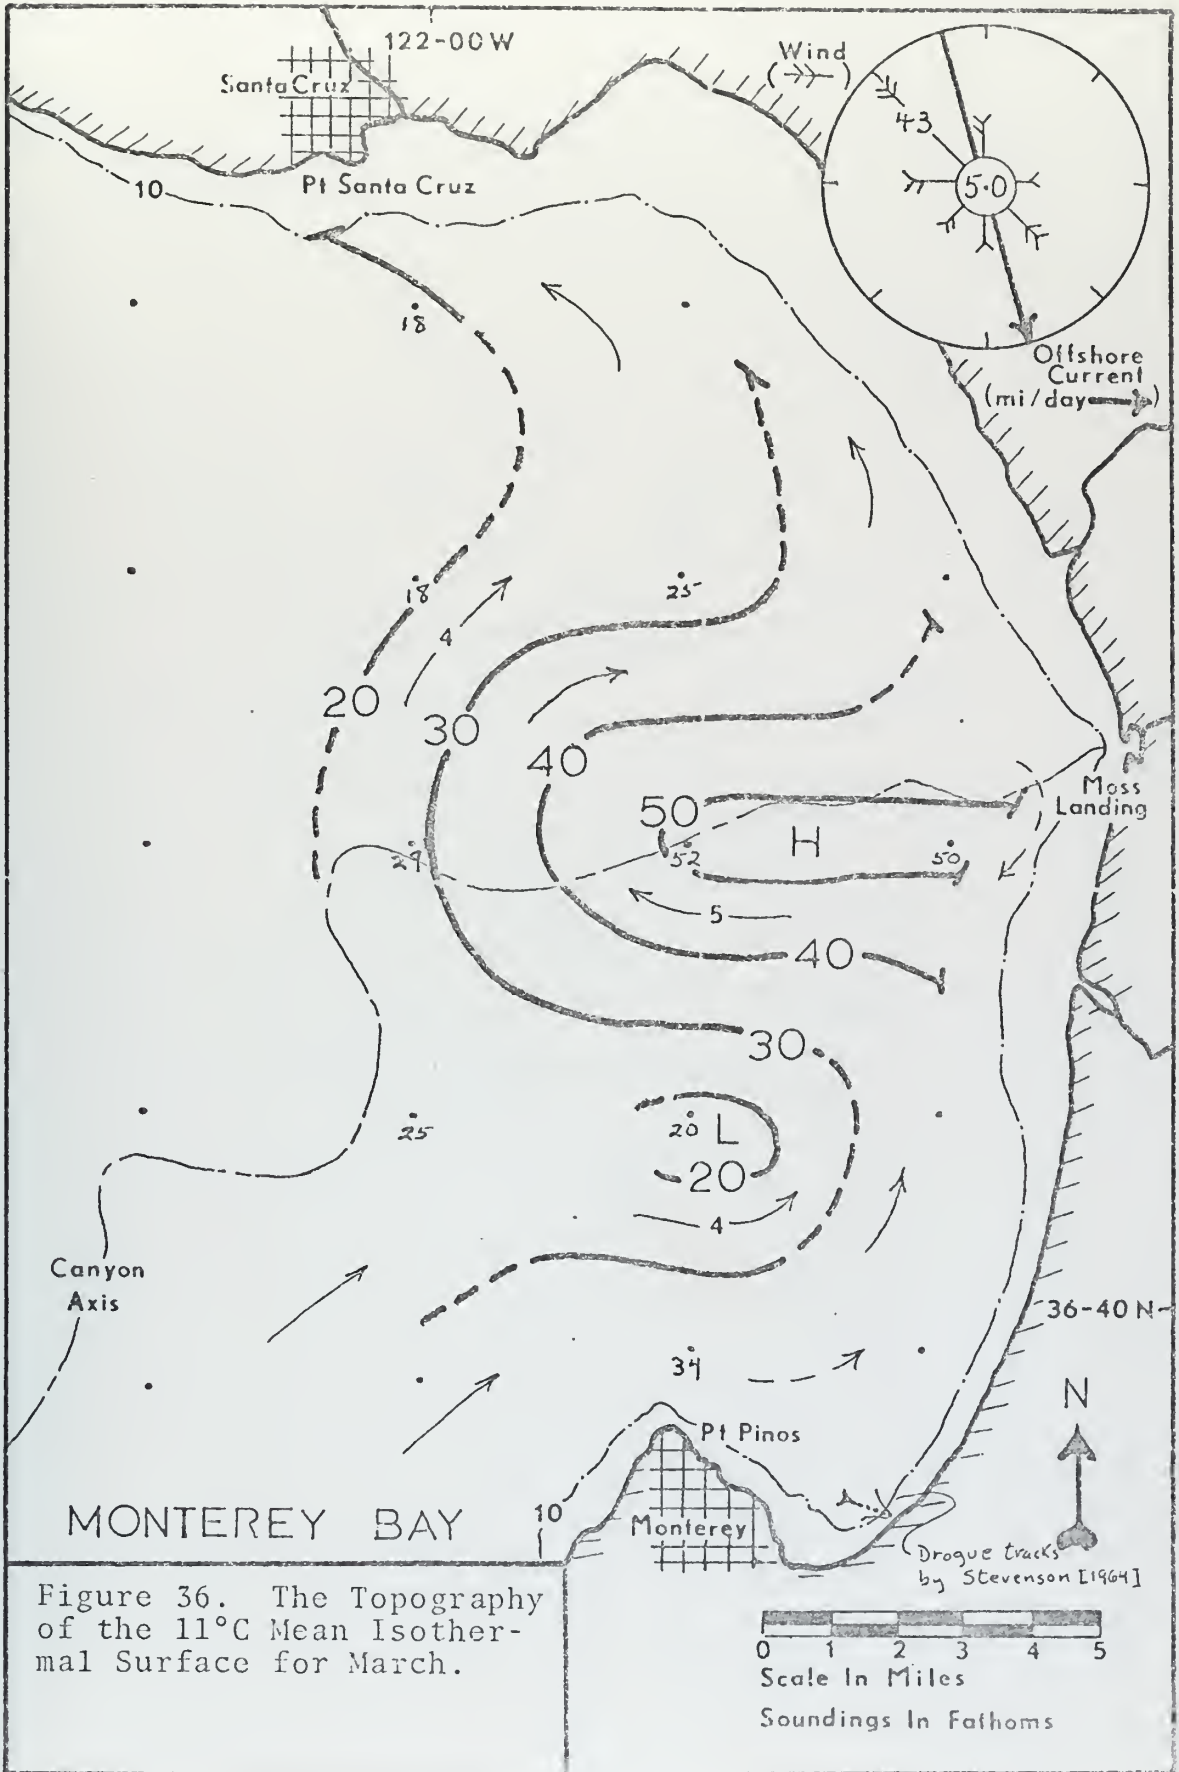 122-00 W
Santa Cruz
Wind
( )
43
5.0
10
Pt Santa Cruz
18
Offshore
Current
(mi/day )
18
25
4
20
30
40
50
Moss
Landing
H
52
50
5
40
30
25
20 L
20
4
Canyon
Axis
36-40 N
34
N
Pt Pinos
10
Monterey
MONTEREY BAY
Drogue tracks
by Stevenson [1964]
Figure 36. The Topography
of the 11°C Mean Isother-
mal Surface for March.
0 1 2 3 4 5
Scale In Miles
Soundings In Fathoms